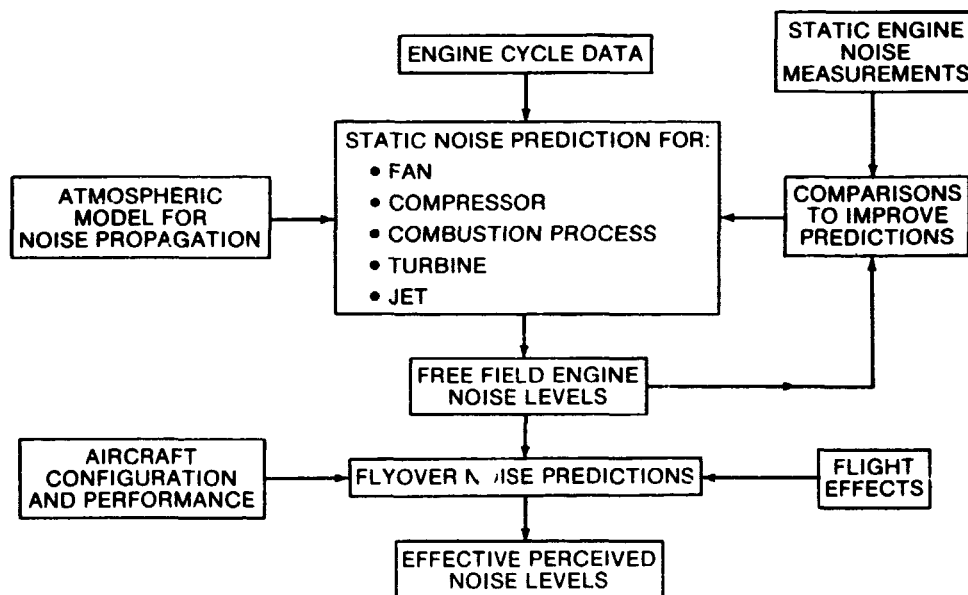 ENGINE CYCLE DATA
STATIC ENGINE
NOISE
MEASUREMENTS
STATIC NOISE PREDICTION FOR:
• FAN
• COMPRESSOR
• COMBUSTION PROCESS
• TURBINE
• JET
ATMOSPHERIC
MODEL FOR
NOISE PROPAGATION
COMPARISONS
TO IMPROVE
PREDICTIONS
FREE FIELD ENGINE
NOISE LEVELS
AIRCRAFT
CONFIGURATION
AND PERFORMANCE
FLYOVER NOISE PREDICTIONS
FLIGHT
EFFECTS
EFFECTIVE PERCEIVED
NOISE LEVELS